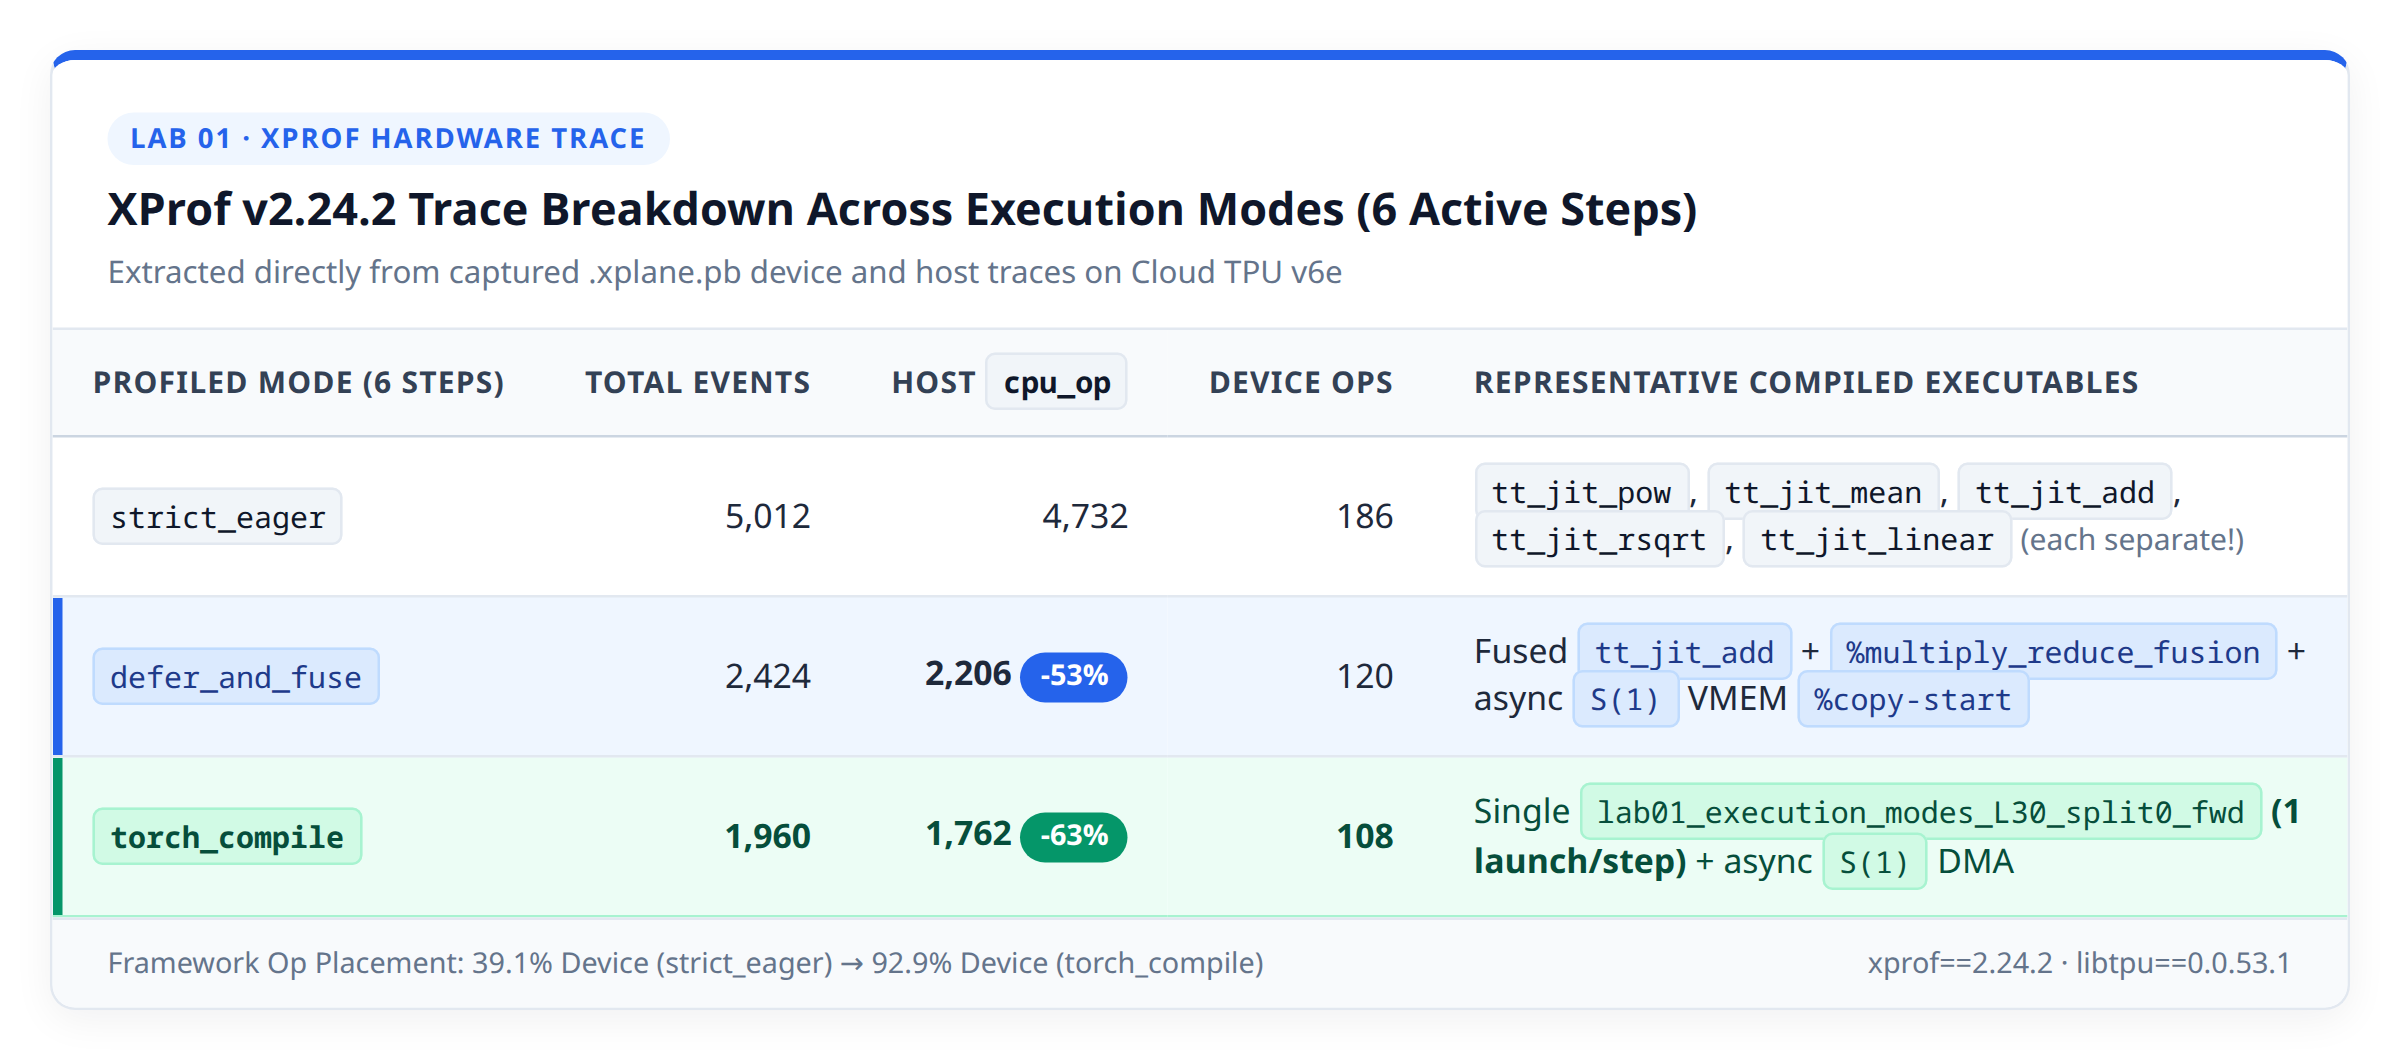 LAB 01 · XPROF HARDWARE TRACE
XProf v2.24.2 Trace Breakdown Across Execution Modes (6 Active Steps)
Extracted directly from captured .xplane.pb device and host traces on Cloud TPU v6e
PROFILED MODE (6 STEPS) TOTAL EVENTS HOST cpu_op DEVICE OPS REPRESENTATIVE COMPILED EXECUTABLES
strict_eager 5,012 4,732 186 tt_jit_pow, tt_jit_mean, tt_jit_add,
tt_jit_rsqrt, tt_jit_linear (each separate!)
defer_and_fuse 2,424 2,206 -53% 120 Fused tt_jit_add + %multiply_reduce_fusion +
async S(1) VMEM %copy-start
torch_compile 1,960 1,762 -63% 108 Single lab01_execution_modes_L30_split0_fwd (1
launch/step) + async S(1) DMA
Framework Op Placement: 39.1% Device (strict_eager) → 92.9% Device (torch_compile) xprof==2.24.2 · libtpu==0.0.53.1